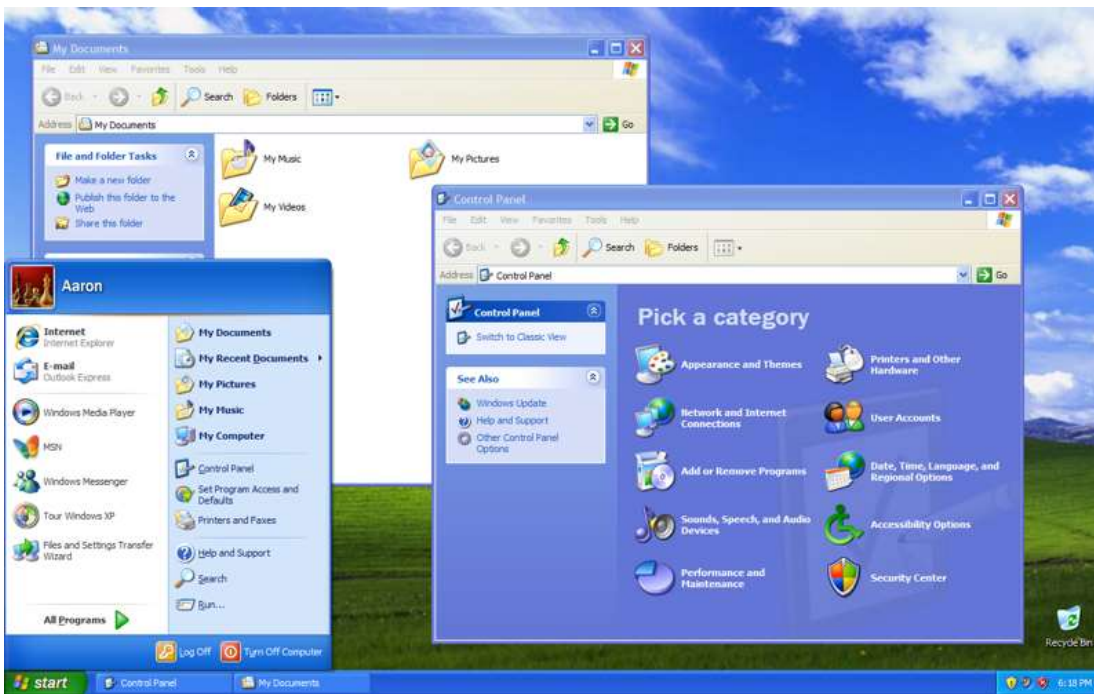 My Documents
File Edit View Favorites Tools Help
Back Search Folders
Address My Documents Go
File and Folder Tasks
Make a new folder
Publish this folder to the
Web
Share this folder
My Music
My Pictures
My Videos
Control Panel
File Edit View Favorites Tools Help
Back Search Folders
Address Control Panel Go
Control Panel
Switch to Classic View
See Also
Windows Update
Help and Support
Other Control Panel
Options
Pick a category
Appearance and Themes
Printers and Other
Hardware
Network and Internet
Connections
User Accounts
Add or Remove Programs
Date, Time, Language, and
Regional Options
Sounds, Speech, and Audio
Devices
Accessibility Options
Performance and
Maintenance
Security Center
Aaron
Internet
Internet Explorer
E-mail
Outlook Express
Windows Media Player
MSN
Windows Messenger
Tour Windows XP
Files and Settings Transfer
Wizard
All Programs
My Documents
My Recent Documents
My Pictures
My Music
My Computer
Control Panel
Set Program Access and
Defaults
Printers and Faxes
Help and Support
Search
Run...
Log Off Turn Off Computer
Recycle Bin
start Control Panel My Documents 6:18 PM